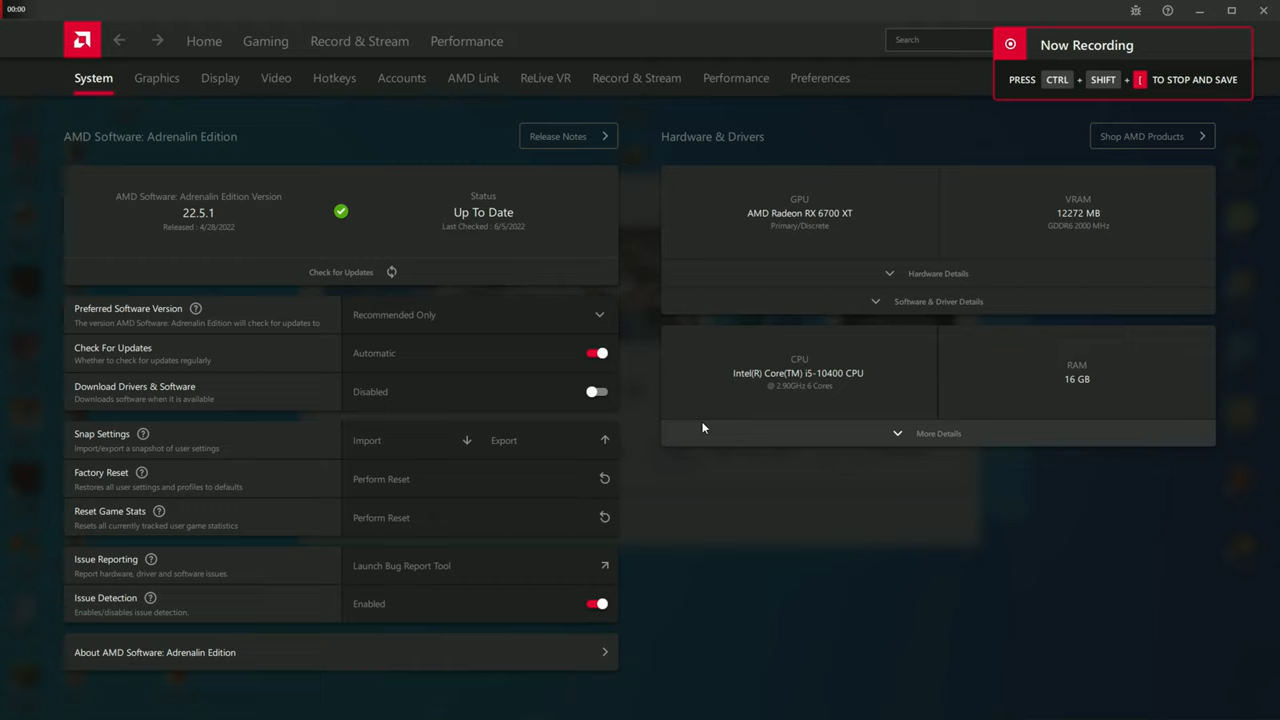 00:00
Home
Gaming
Record & Stream
Performance
Search
Now Recording
PRESS CTRL + SHIFT + [ TO STOP AND SAVE
System
Graphics
Display
Video
Hotkeys
Accounts
AMD Link
ReLive VR
Record & Stream
Performance
Preferences
AMD Software: Adrenalin Edition
Release Notes
AMD Software: Adrenalin Edition Version
22.5.1
Released : 4/28/2022
Status
Up To Date
Last Checked : 6/5/2022
Check for Updates
Preferred Software Version
The version AMD Software: Adrenalin Edition will check for updates to
Recommended Only
Check For Updates
Whether to check for updates regularly
Automatic
Download Drivers & Software
Downloads software when it is available
Disabled
Snap Settings
Import/export a snapshot of user settings
Import
Export
Factory Reset
Restores all user settings and profiles to defaults
Perform Reset
Reset Game Stats
Resets all currently tracked user game statistics
Perform Reset
Issue Reporting
Report hardware, driver and software issues.
Launch Bug Report Tool
Issue Detection
Enables/disables issue detection.
Enabled
About AMD Software: Adrenalin Edition
Hardware & Drivers
Shop AMD Products
GPU
AMD Radeon RX 6700 XT
Primary/Discrete
VRAM
12272 MB
GDDR6 2000 MHz
Hardware Details
Software & Driver Details
CPU
Intel(R) Core(TM) i5-10400 CPU
@ 2.90GHz 6 Cores
RAM
16 GB
More Details